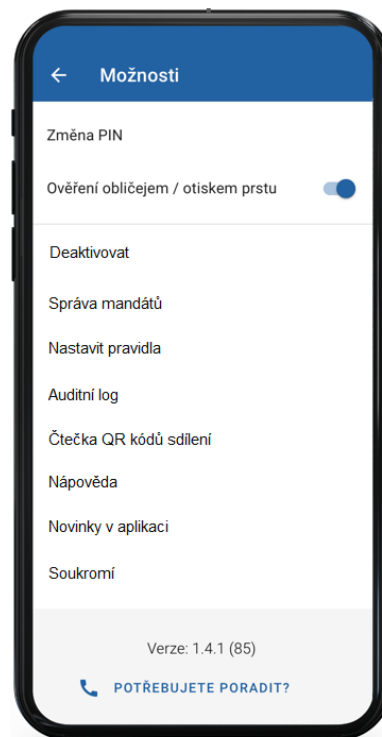 Možnosti
Změna PIN
Ověření obličejem / otiskem prstu
Deaktivovat
Správa mandátů
Nastavit pravidla
Auditní log
Čtečka QR kódů sdílení
Nápověda
Novinky v aplikaci
Soukromí
Verze: 1.4.1 (85)
POTŘEBUJETE PORADIT?